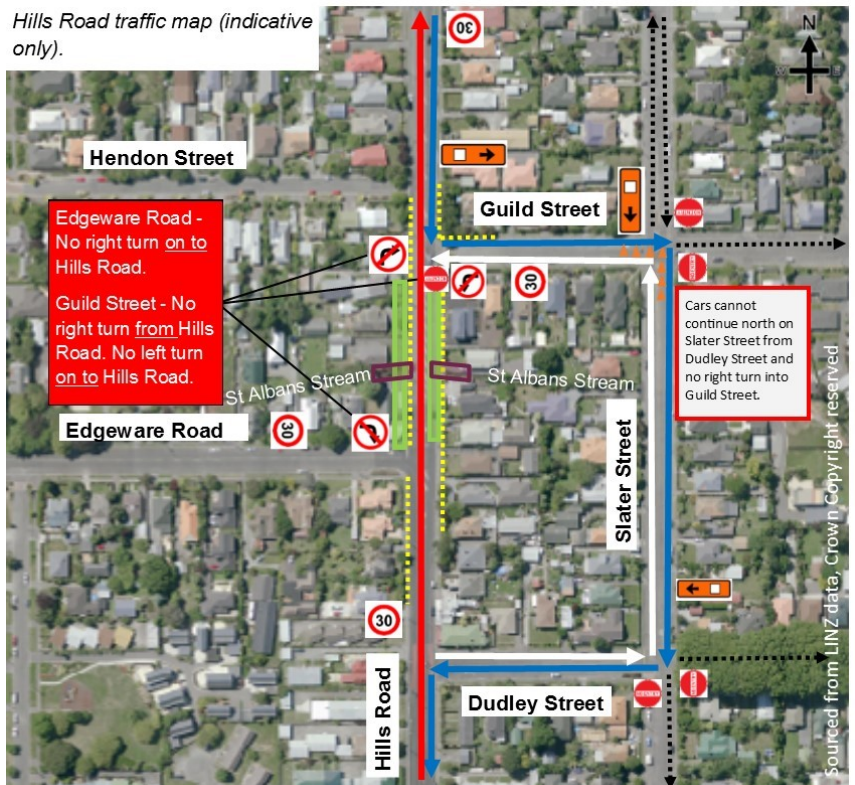 Hills Road traffic map (indicative
only).
30
N
Hendon Street
Guild Street
Edgeware Road -
No right turn on to
Hills Road.
Guild Street - No
right turn from Hills
Road. No left turn
on to Hills Road.
30
Cars cannot
continue north on
Slater Street from
Dudley Street and
no right turn into
Guild Street.
St Albans Stream
St Albans Stream
Edgeware Road
30
Slater Street
30
Hills Road
Dudley Street
Sourced from LINZ data, Crown Copyright reserved